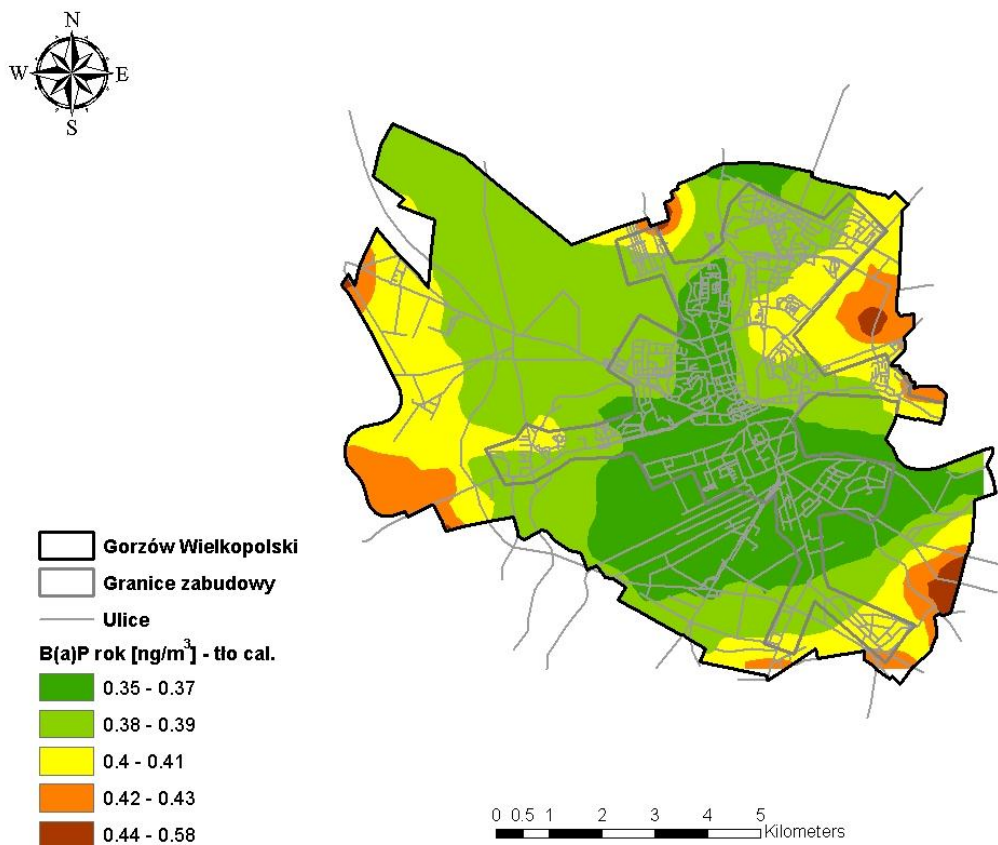 N
W E
S
Gorzów Wielkopolski
Granice zabudowy
Ulice
B(a)P rok [ng/m³] - tło cal.
0.35 - 0.37
0.38 - 0.39
0.4 - 0.41
0.42 - 0.43
0.44 - 0.58
0 0.5 1 2 3 4 5
Kilometers